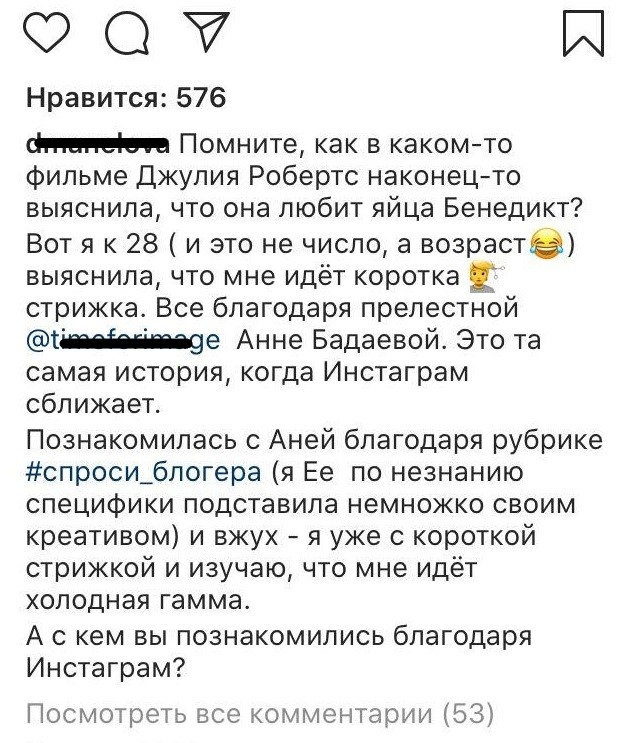 Нравится: 576
Помните, как в каком-то
фильме Джулия Робертс наконец-то
выяснила, что она любит яйца Бенедикт?
Вот я к 28 ( и это не число, а возраст😂)
выяснила, что мне идёт коротка💇
стрижка. Все благодаря прелестной
Анне Бадаевой. Это та
самая история, когда Инстаграм
сближает.
Познакомилась с Аней благодаря рубрике
#спроси_блогера (я Ее по незнанию
специфики подставила немножко своим
креативом) и вжух - я уже с короткой
стрижкой и изучаю, что мне идёт
холодная гамма.
А с кем вы познакомились благодаря
Инстаграм?
Посмотреть все комментарии (53)